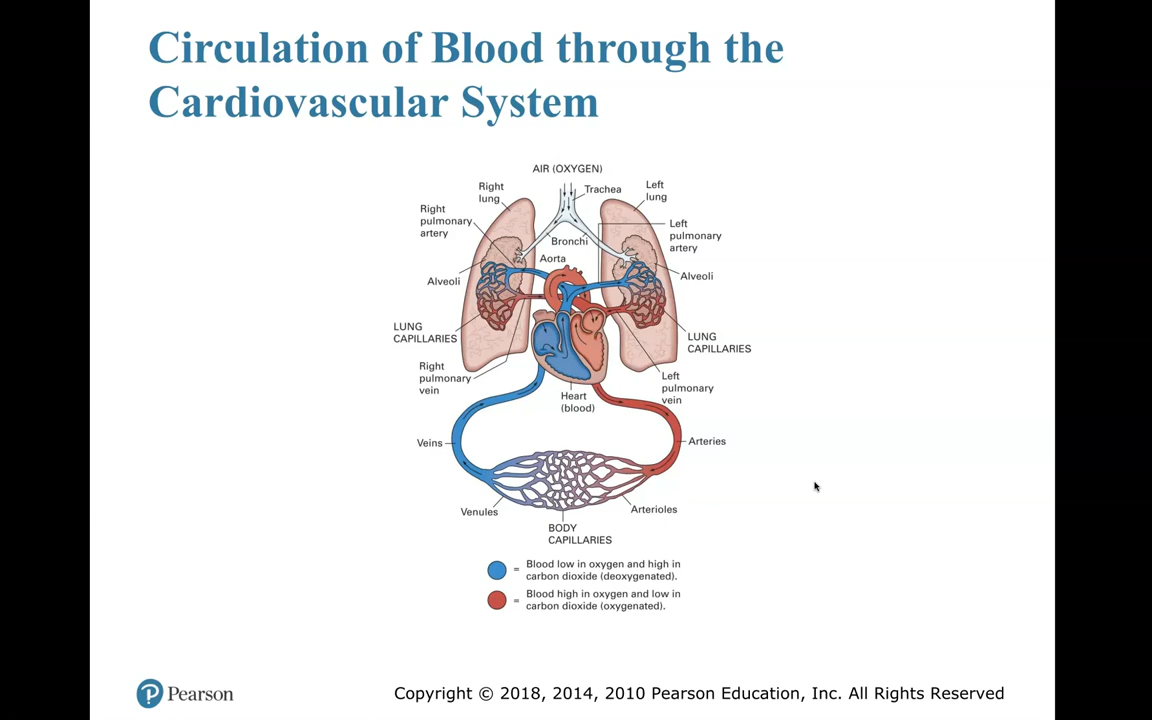 Circulation of Blood through the
Cardiovascular System
AIR (OXYGEN)
Right
lung
Trachea
Left
lung
Right
pulmonary
artery
Left
pulmonary
artery
Bronchi
Aorta
Alveoli
Alveoli
LUNG
CAPILLARIES
LUNG
CAPILLARIES
Right
pulmonary
vein
Left
pulmonary
vein
Heart
(blood)
Veins
Arteries
Venules
Arterioles
BODY
CAPILLARIES
= Blood low in oxygen and high in
carbon dioxide (deoxygenated).
= Blood high in oxygen and low in
carbon dioxide (oxygenated).
Pearson
Copyright © 2018, 2014, 2010 Pearson Education, Inc. All Rights Reserved